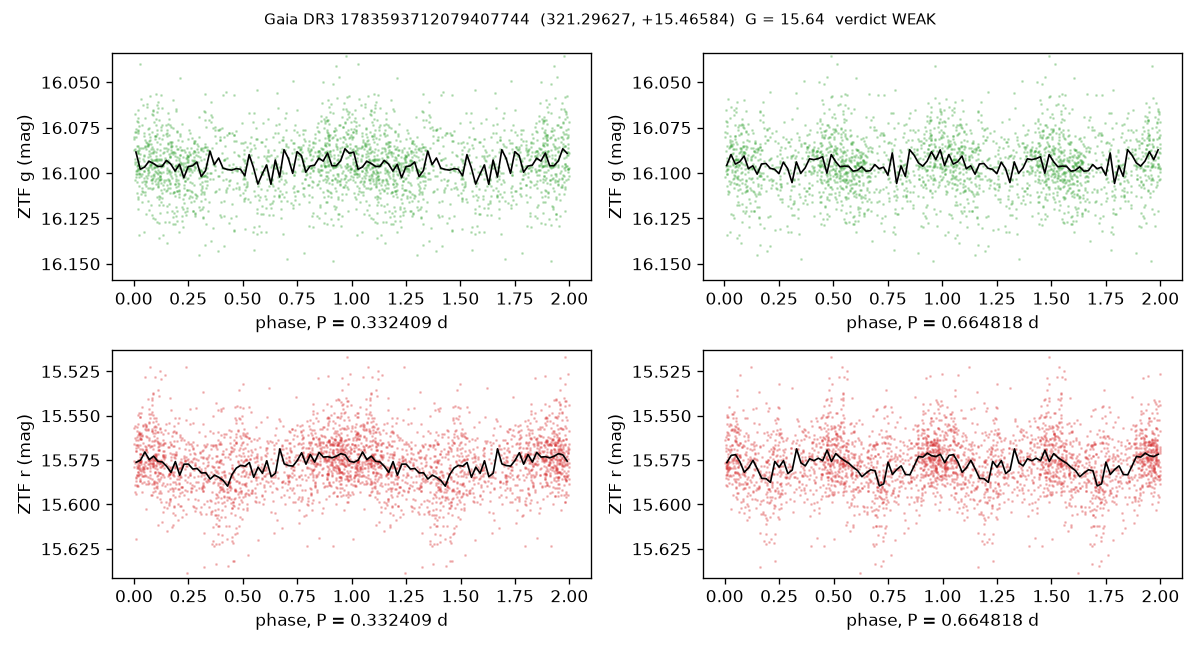 Gaia DR3 1783593712079407744 (321.29627, +15.46584) G = 15.64 verdict WEAK
ZTF g (mag)
16.050
16.075
16.100
16.125
16.150
0.00 0.25 0.50 0.75 1.00 1.25 1.50 1.75 2.00
phase, P = 0.332409 d
ZTF g (mag)
16.050
16.075
16.100
16.125
16.150
0.00 0.25 0.50 0.75 1.00 1.25 1.50 1.75 2.00
phase, P = 0.664818 d
ZTF r (mag)
15.525
15.550
15.575
15.600
15.625
0.00 0.25 0.50 0.75 1.00 1.25 1.50 1.75 2.00
phase, P = 0.332409 d
ZTF r (mag)
15.525
15.550
15.575
15.600
15.625
0.00 0.25 0.50 0.75 1.00 1.25 1.50 1.75 2.00
phase, P = 0.664818 d